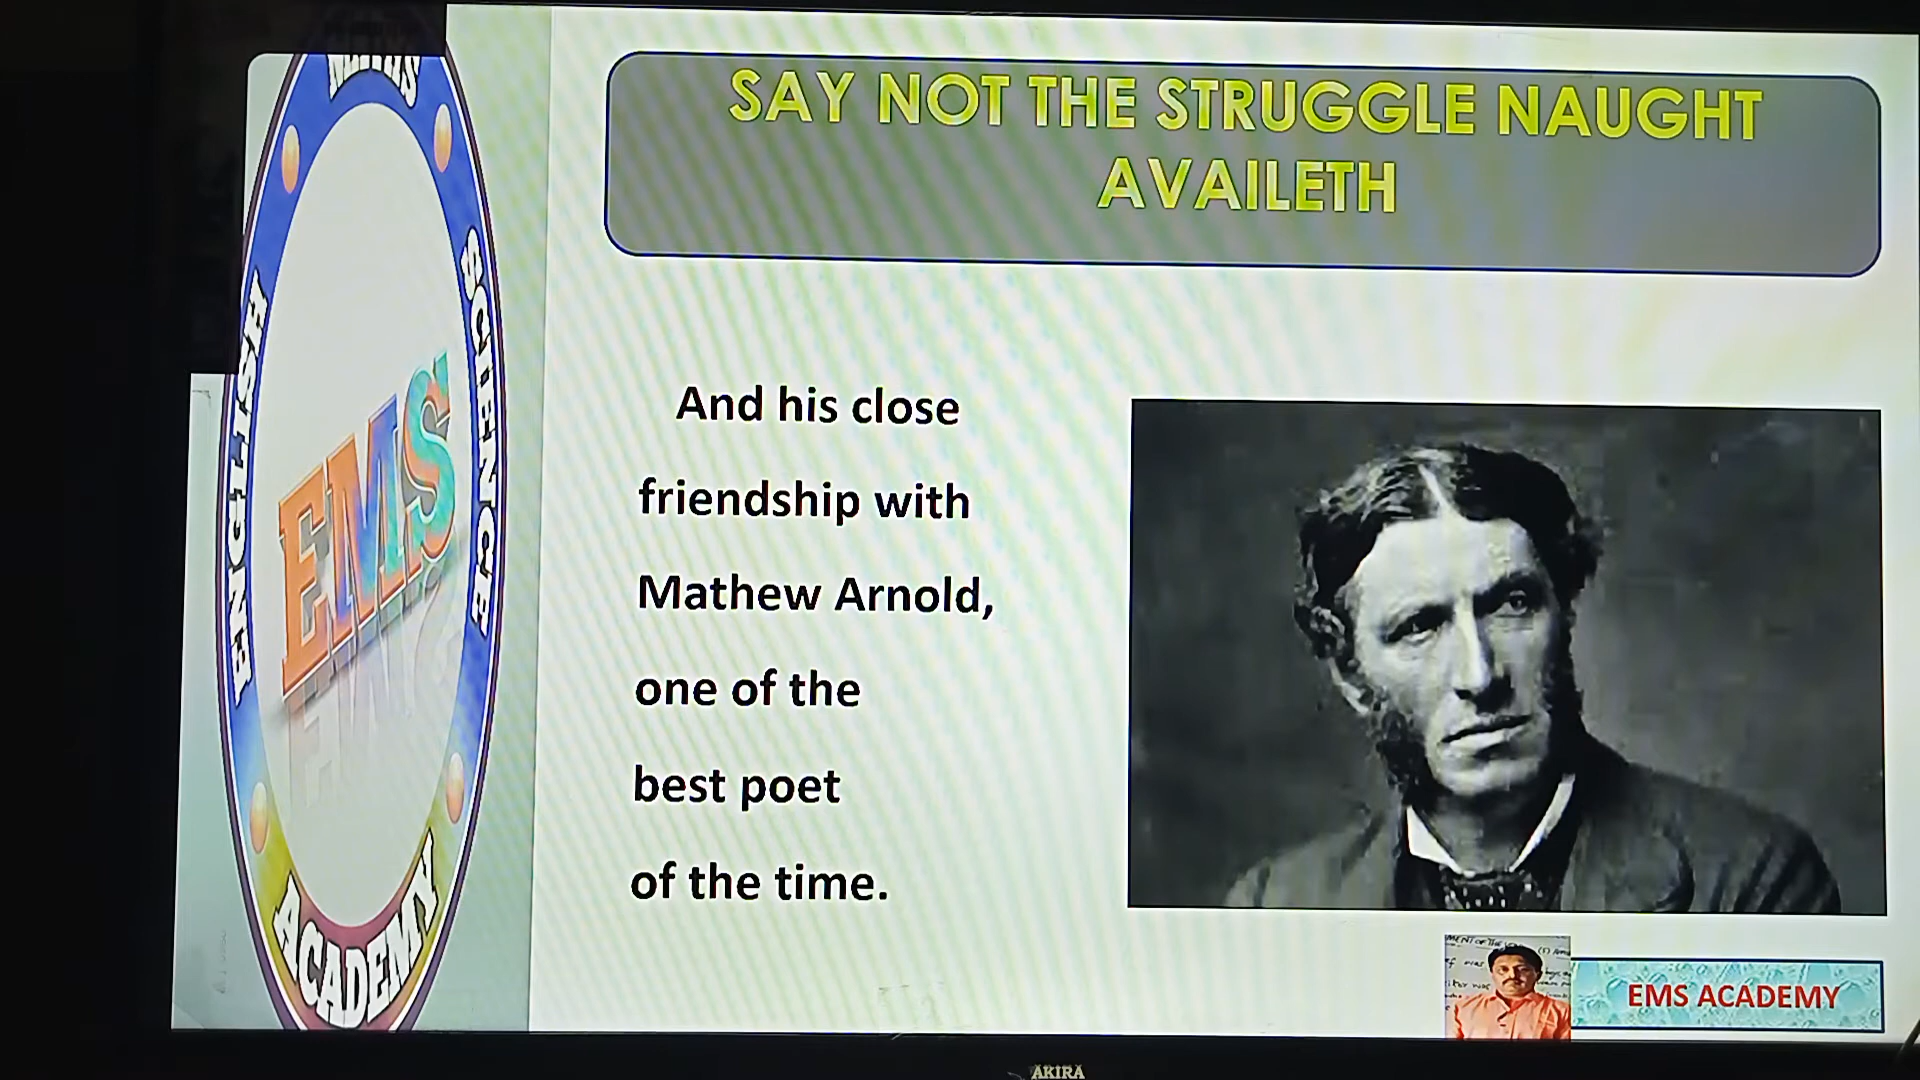 SAY NOT THE STRUGGLE NAUGHT
AVAILETH
And his close
friendship with
Mathew Arnold,
one of the
best poet
of the time.
ENGLISH
SCIENCE
EMS
ACADEMY
EMS ACADEMY
AKIRA